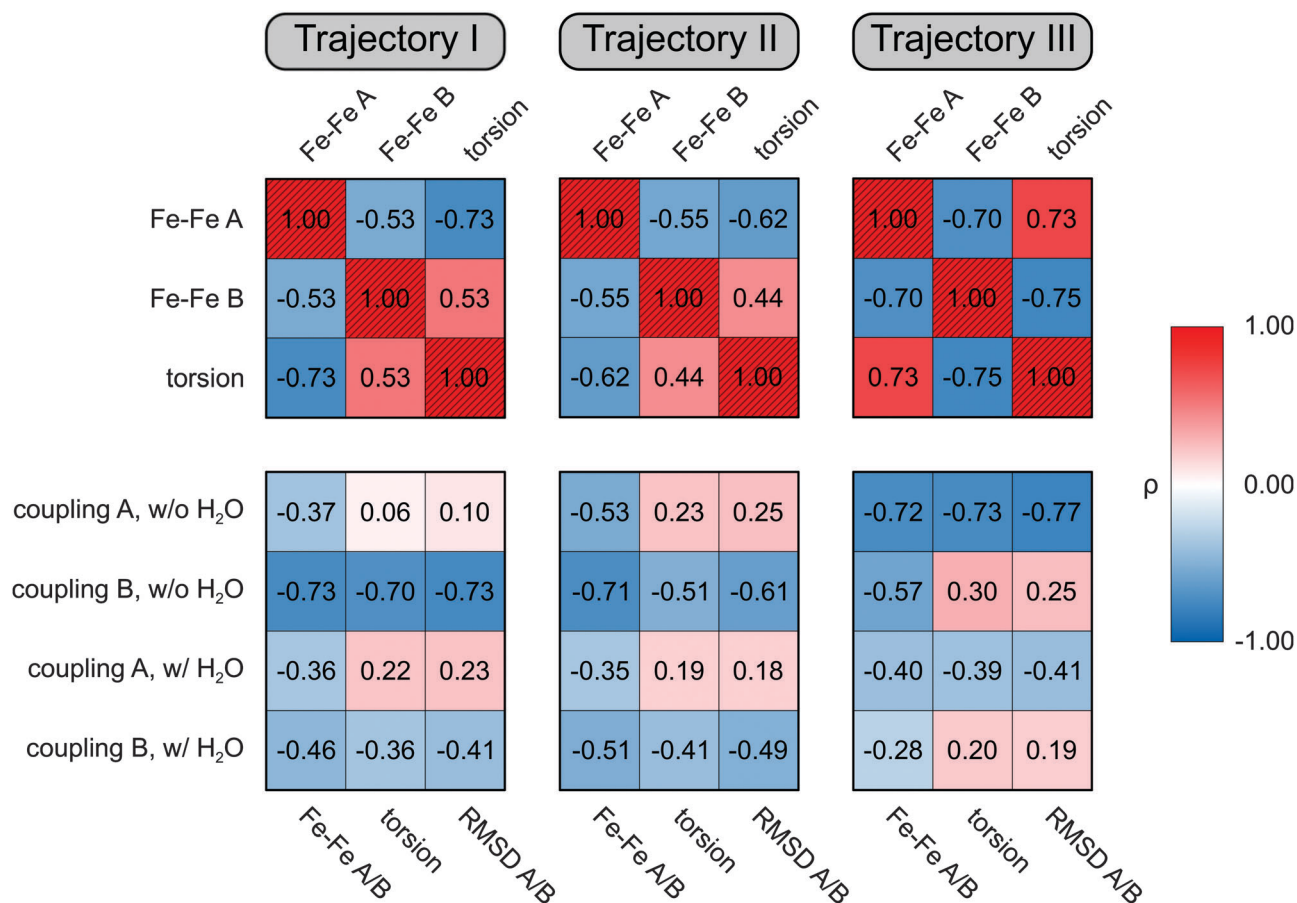 Trajectory I Trajectory II Trajectory III
Fe-Fe A Fe-Fe B torsion Fe-Fe A Fe-Fe B torsion Fe-Fe A Fe-Fe B torsion
Fe-Fe A 1.00 -0.53 -0.73 1.00 -0.55 -0.62 1.00 -0.70 0.73
Fe-Fe B -0.53 1.00 0.53 -0.55 1.00 0.44 -0.70 1.00 -0.75
torsion -0.73 0.53 1.00 -0.62 0.44 1.00 0.73 -0.75 1.00
coupling A, w/o H₂O -0.37 0.06 0.10 -0.53 0.23 0.25 -0.72 -0.73 -0.77
coupling B, w/o H₂O -0.73 -0.70 -0.73 -0.71 -0.51 -0.61 -0.57 0.30 0.25
coupling A, w/ H₂O -0.36 0.22 0.23 -0.35 0.19 0.18 -0.40 -0.39 -0.41
coupling B, w/ H₂O -0.46 -0.36 -0.41 -0.51 -0.41 -0.49 -0.28 0.20 0.19
Fe-Fe A/B torsion RMSD A/B Fe-Fe A/B torsion RMSD A/B Fe-Fe A/B torsion RMSD A/B
1.00
ρ 0.00
-1.00